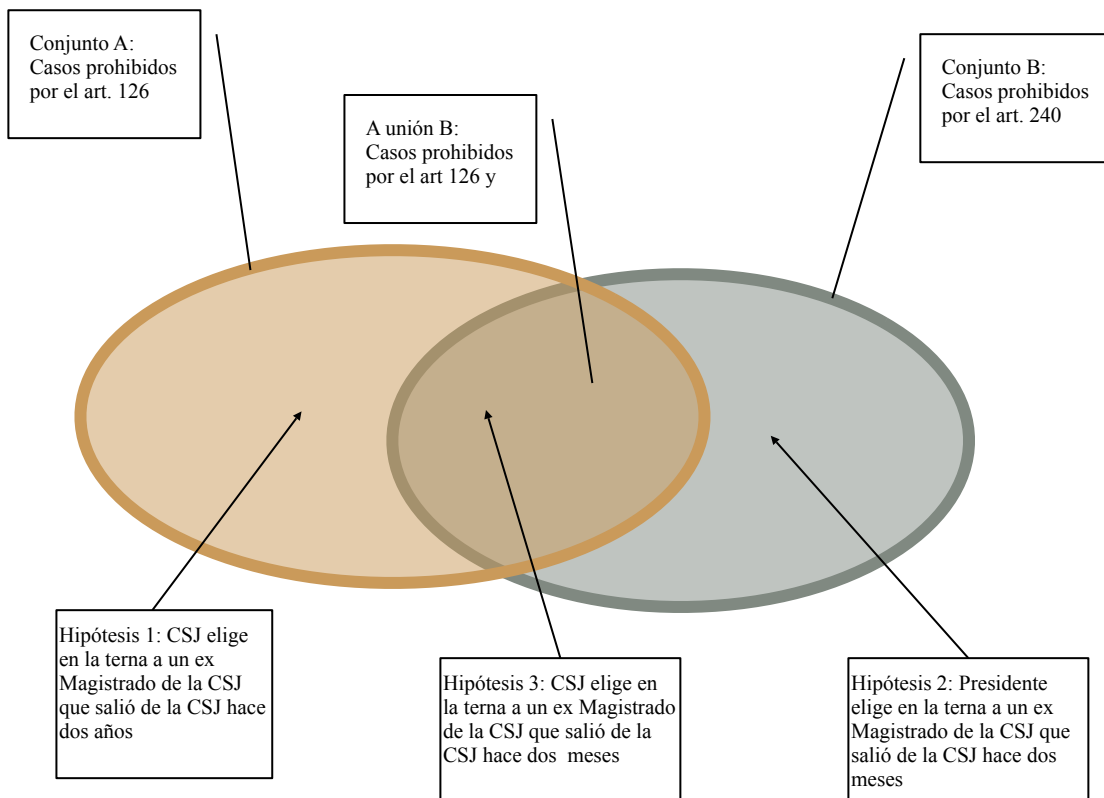 Conjunto A:
Casos prohibidos
por el art. 126
Conjunto B:
Casos prohibidos
por el art. 240
A unión B:
Casos prohibidos
por el art 126 y
Hipótesis 1: CSJ elige
en la terna a un ex
Magistrado de la CSJ
que salió de la CSJ hace
dos años
Hipótesis 3: CSJ elige en
la terna a un ex Magistrado
de la CSJ que salió de la
CSJ hace dos meses
Hipótesis 2: Presidente
elige en la terna a un ex
Magistrado de la CSJ que
salió de la CSJ hace dos
meses